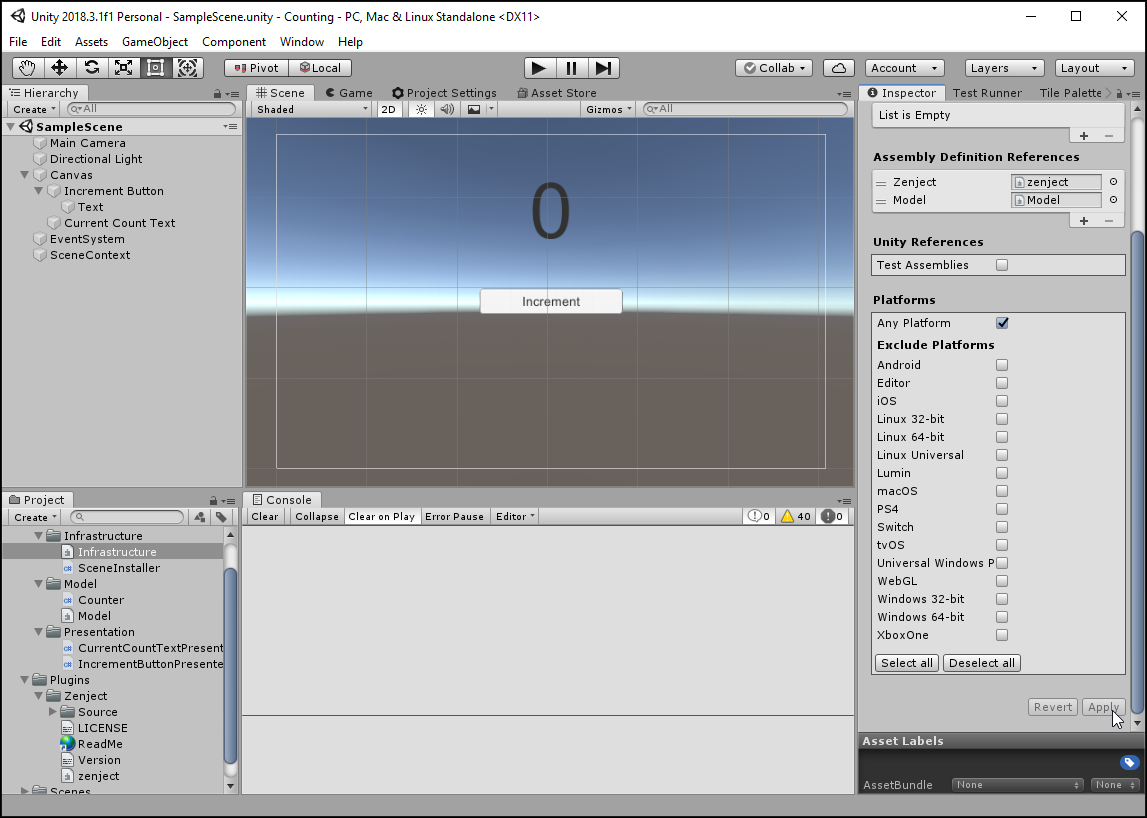 Unity 2018.3.1f1 Personal - SampleScene.unity - Counting - PC, Mac & Linux Standalone <DX11>
File Edit Assets GameObject Component Window Help
Pivot Local Collab Account Layers Layout
Hierarchy
Create All
SampleScene
Main Camera
Directional Light
Canvas
Increment Button
Text
Current Count Text
EventSystem
SceneContext
Scene Game Project Settings Asset Store
Shaded 2D Gizmos All
0
Increment
Inspector Test Runner Tile Palette
List is Empty
+ −
Assembly Definition References
Zenject zenject
Model Model
+ −
Unity References
Test Assemblies
Platforms
Any Platform
Exclude Platforms
Android
Editor
iOS
Linux 32-bit
Linux 64-bit
Linux Universal
Lumin
macOS
PS4
Switch
tvOS
Universal Windows P
WebGL
Windows 32-bit
Windows 64-bit
XboxOne
Select all Deselect all
Revert Apply
Asset Labels
AssetBundle None None
Project
Create
Infrastructure
Infrastructure
SceneInstaller
Model
Counter
Model
Presentation
CurrentCountTextPresent
IncrementButtonPresente
Plugins
Zenject
Source
LICENSE
ReadMe
Version
zenject
Scenes
Console
Clear Collapse Clear on Play Error Pause Editor 0 40 0